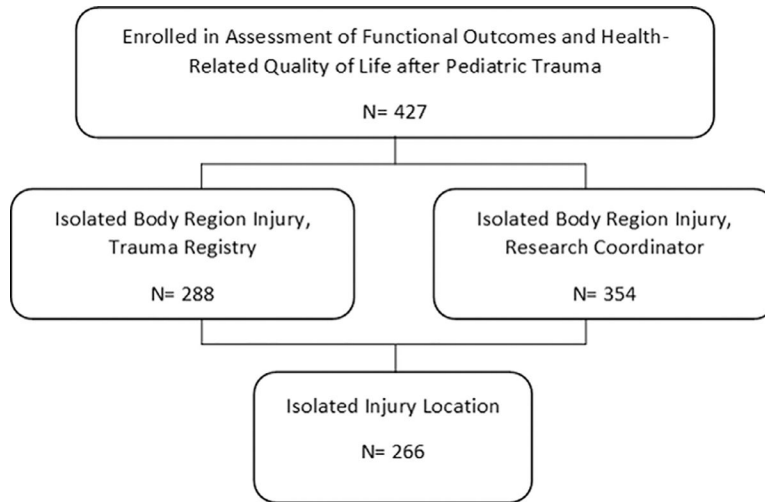 Enrolled in Assessment of Functional Outcomes and Health-
Related Quality of Life after Pediatric Trauma
N= 427
Isolated Body Region Injury,
Trauma Registry
N= 288
Isolated Body Region Injury,
Research Coordinator
N= 354
Isolated Injury Location
N= 266